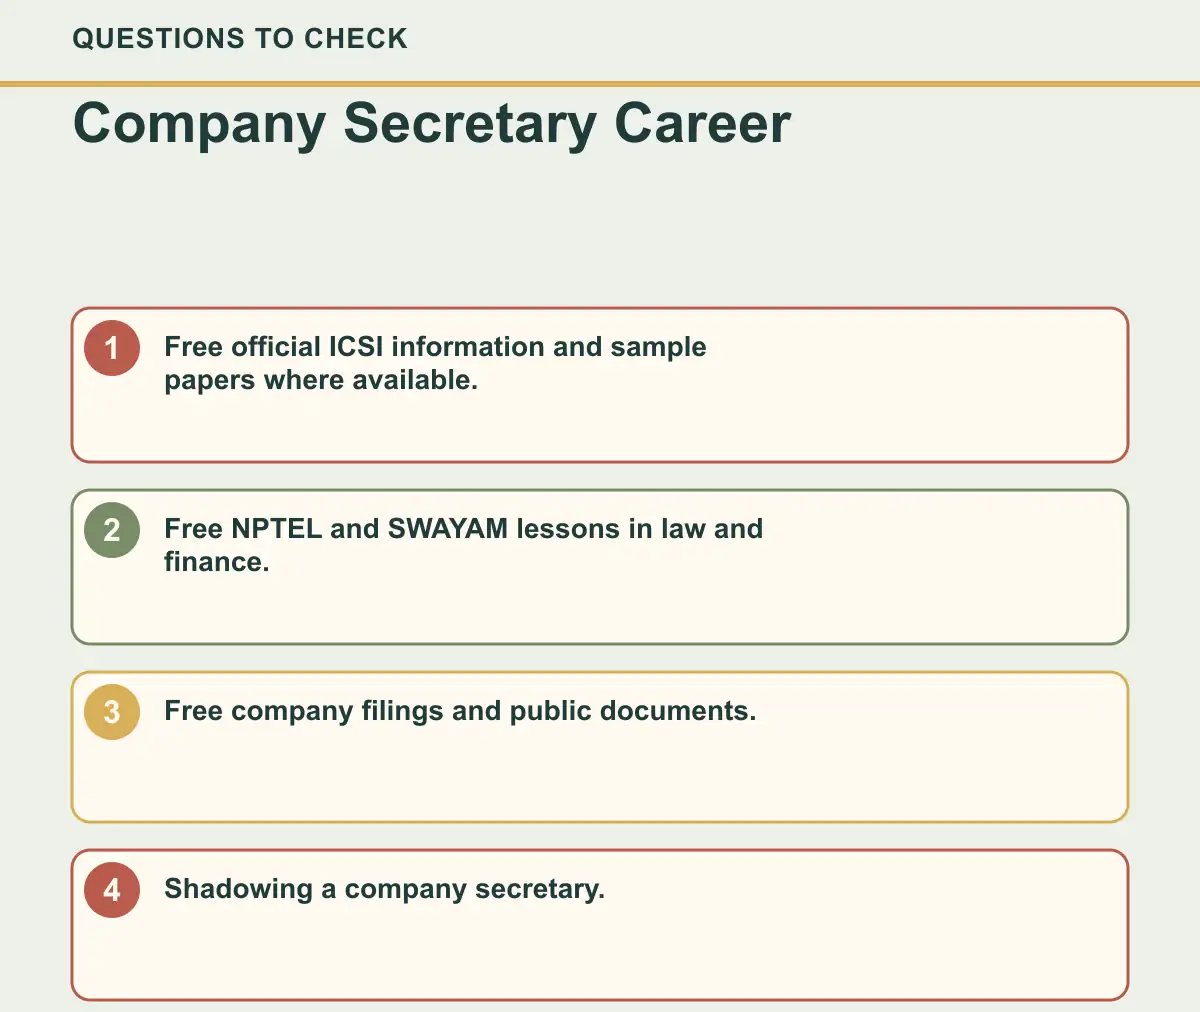 QUESTIONS TO CHECK
Company Secretary Career
1
Free official ICSI information and sample
papers where available.
2
Free NPTEL and SWAYAM lessons in law and
finance.
3
Free company filings and public documents.
4
Shadowing a company secretary.